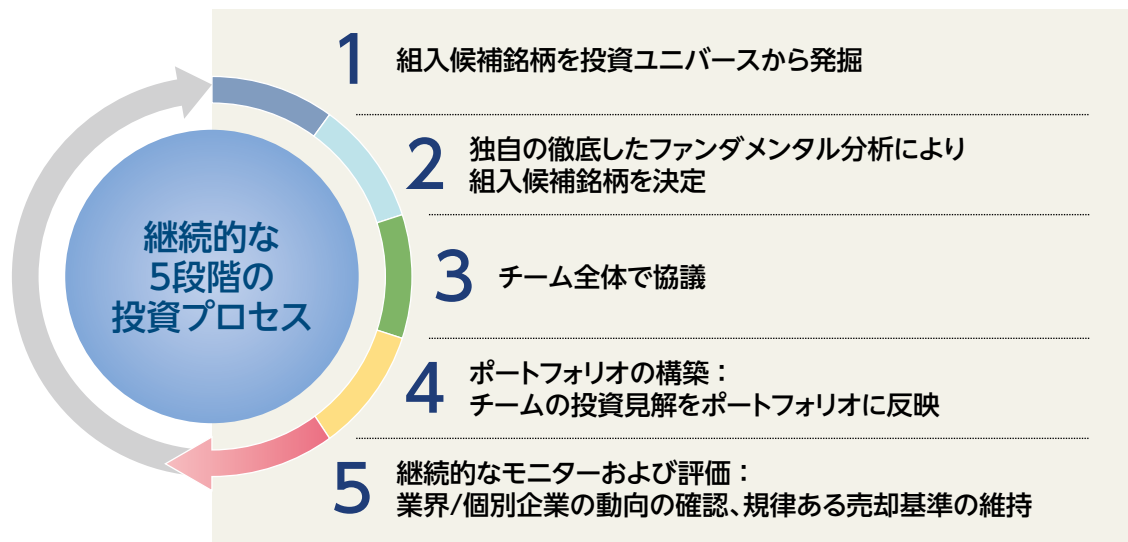 継続的な
5段階の
投資プロセス
1
組入候補銘柄を投資ユニバースから発掘
2
独自の徹底したファンダメンタル分析により
組入候補銘柄を決定
3
チーム全体で協議
4
ポートフォリオの構築：
チームの投資見解をポートフォリオに反映
5
継続的なモニターおよび評価：
業界/個別企業の動向の確認、規律ある売却基準の維持